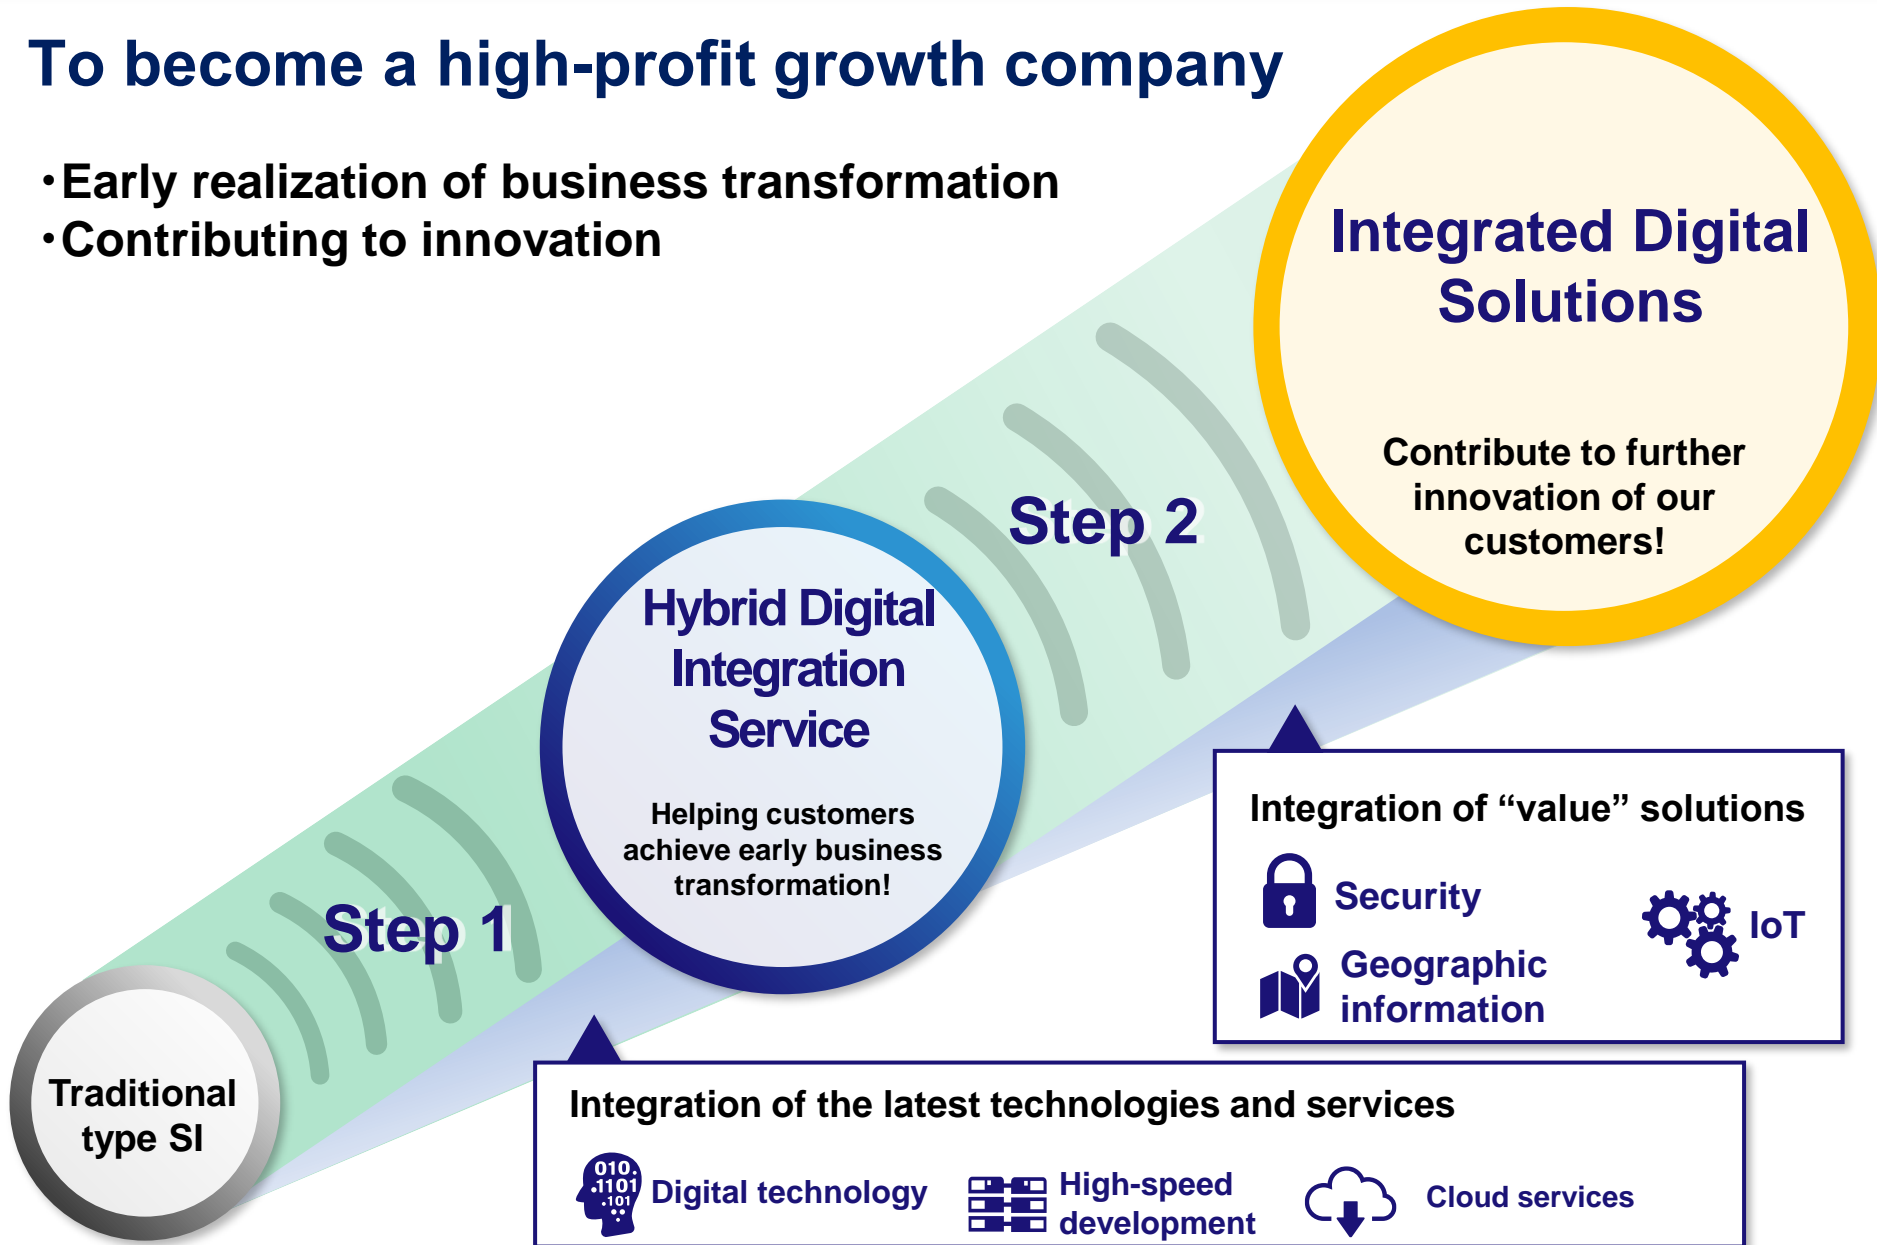 To become a high-profit growth company
・Early realization of business transformation
・Contributing to innovation
Integrated Digital
Solutions
Contribute to further
innovation of our
customers!
Step 2
Hybrid Digital
Integration
Service
Helping customers
achieve early business
transformation!
Step 1
Traditional
type SI
Integration of “value” solutions
Security
IoT
Geographic
information
Integration of the latest technologies and services
010.
.1101
.101
Digital technology
High-speed
development
Cloud services